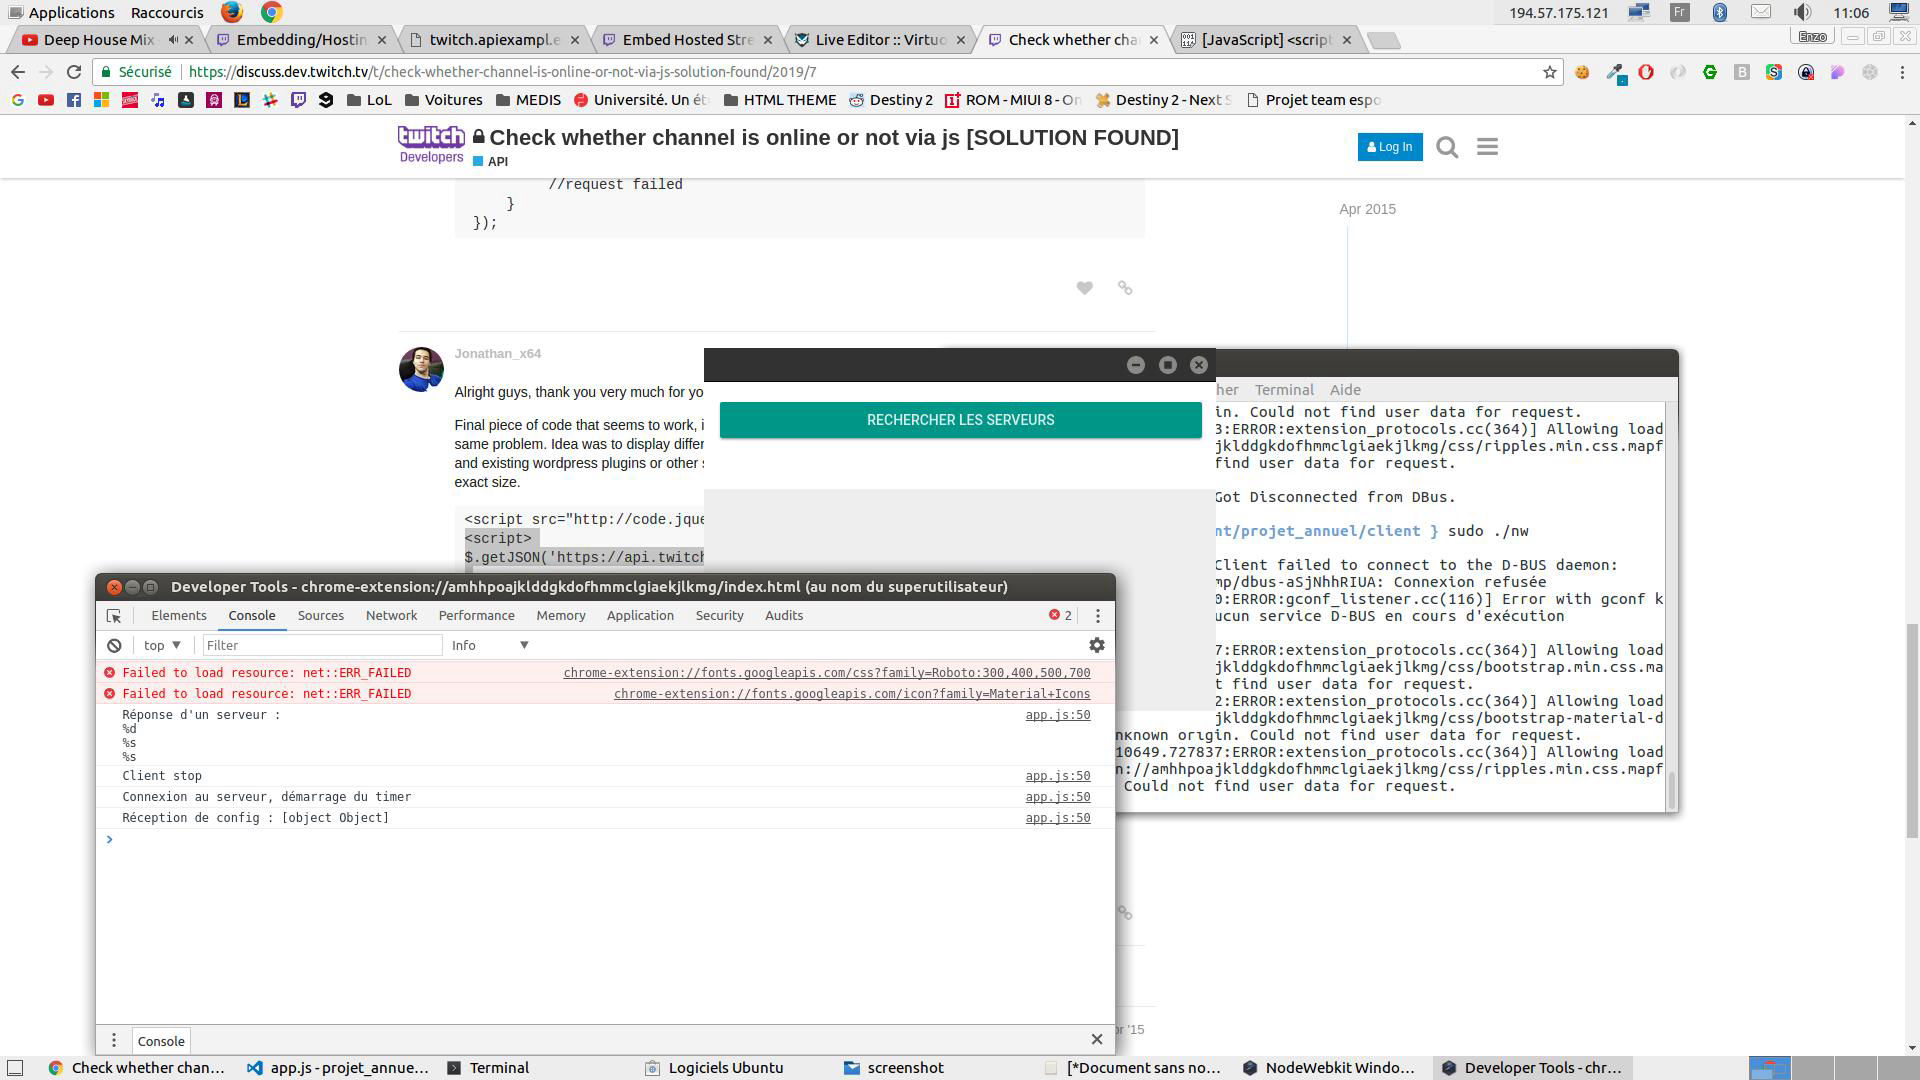 Applications Raccourcis
194.57.175.121 Fr 11:06
Deep House Mix
Embedding/Hostin
twitch.apiexampl.e
Embed Hosted Stre
Live Editor :: Virtuo
Check whether cha
[JavaScript] <script
Enzo
Sécurisé https://discuss.dev.twitch.tv/t/check-whether-channel-is-online-or-not-via-js-solution-found/2019/7
LoL Voitures MEDIS Université. Un ét HTML THEME Destiny 2 ROM - MIUI 8 - On Destiny 2 - Next S Projet team espo
twitch
Developers
Check whether channel is online or not via js [SOLUTION FOUND]
API
Log In
//request failed
}
});
Apr 2015
Jonathan_x64
Alright guys, thank you very much for yo
Final piece of code that seems to work, i
same problem. Idea was to display differ
and existing wordpress plugins or other s
exact size.
<script src="http://code.jque
<script>
$.getJSON('https://api.twitch
RECHERCHER LES SERVEURS
her Terminal Aide
in. Could not find user data for request.
3:ERROR:extension_protocols.cc(364)] Allowing load
jklddgkdofhmmclgiaekjlkmg/css/ripples.min.css.mapf
find user data for request.
Got Disconnected from DBus.
nt/projet_annuel/client } sudo ./nw
Client failed to connect to the D-BUS daemon:
mp/dbus-aSjNhhRIUA: Connexion refusée
0:ERROR:gconf_listener.cc(116)] Error with gconf k
ucun service D-BUS en cours d'exécution
7:ERROR:extension_protocols.cc(364)] Allowing load
jklddgkdofhmmclgiaekjlkmg/css/bootstrap.min.css.ma
t find user data for request.
2:ERROR:extension_protocols.cc(364)] Allowing load
jklddgkdofhmmclgiaekjlkmg/css/bootstrap-material-d
nknown origin. Could not find user data for request.
10649.727837:ERROR:extension_protocols.cc(364)] Allowing load
n://amhhpoajklddgkdofhmmclgiaekjlkmg/css/ripples.min.css.mapf
Could not find user data for request.
Developer Tools - chrome-extension://amhhpoajklddgkdofhmmclgiaekjlkmg/index.html (au nom du superutilisateur)
Elements Console Sources Network Performance Memory Application Security Audits 2
top Filter Info
Failed to load resource: net::ERR_FAILED chrome-extension://fonts.googleapis.com/css?family=Roboto:300,400,500,700
Failed to load resource: net::ERR_FAILED chrome-extension://fonts.googleapis.com/icon?family=Material+Icons
Réponse d'un serveur : app.js:50
%d
%s
%s
Client stop app.js:50
Connexion au serveur, démarrage du timer app.js:50
Réception de config : [object Object] app.js:50
>
Console
r '15
Check whether chan... app.js - projet_annue... Terminal Logiciels Ubuntu screenshot [*Document sans no... NodeWebkit Windo... Developer Tools - chr...